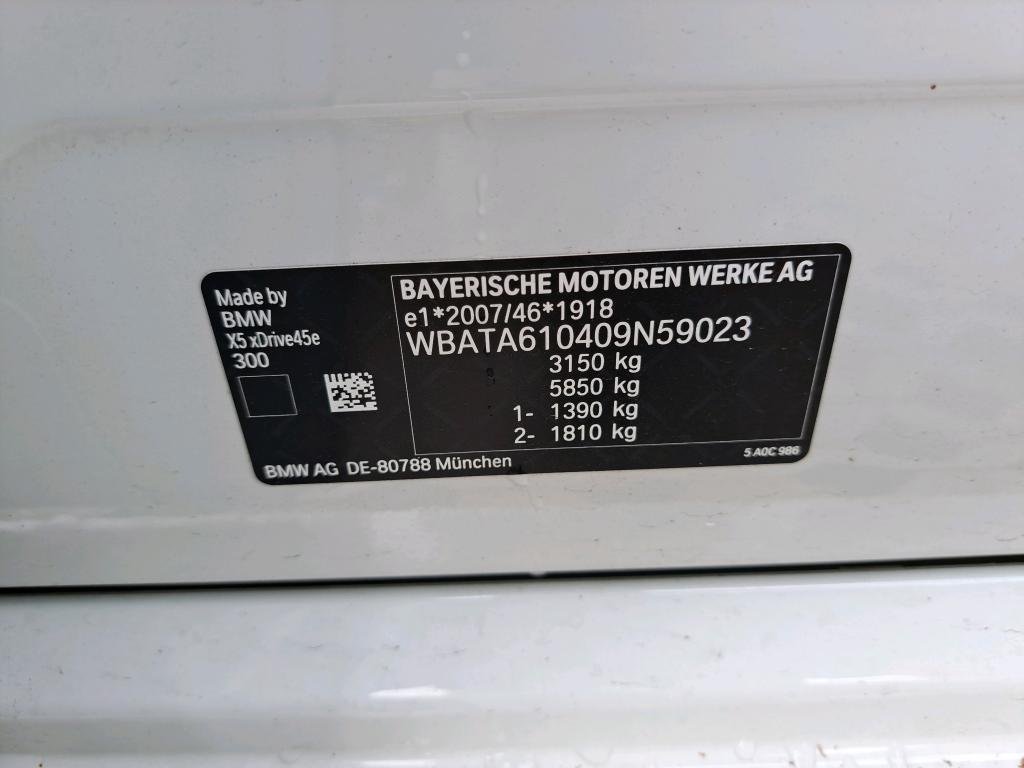 Made by
BMW
X5 xDrive45e
300
BAYERISCHE MOTOREN WERKE AG
e1*2007/46*1918
WBATA610409N59023
3150 kg
5850 kg
1- 1390 kg
2- 1810 kg
BMW AG DE-80788 München
5 A0C 986